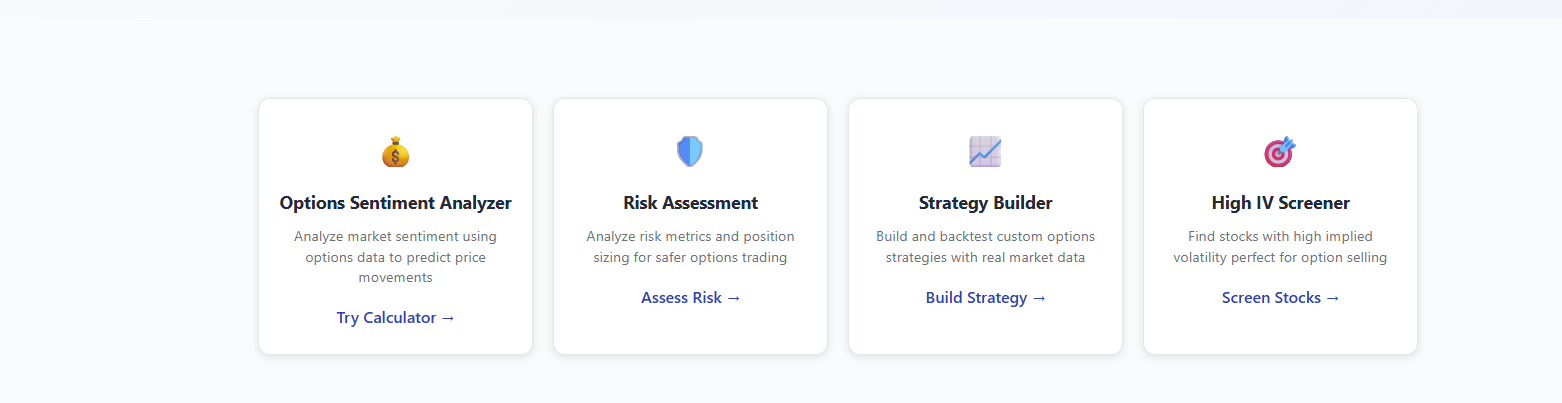 Options Sentiment Analyzer
Analyze market sentiment using
options data to predict price
movements
Try Calculator →
Risk Assessment
Analyze risk metrics and position
sizing for safer options trading
Assess Risk →
Strategy Builder
Build and backtest custom options
strategies with real market data
Build Strategy →
High IV Screener
Find stocks with high implied
volatility perfect for option selling
Screen Stocks →